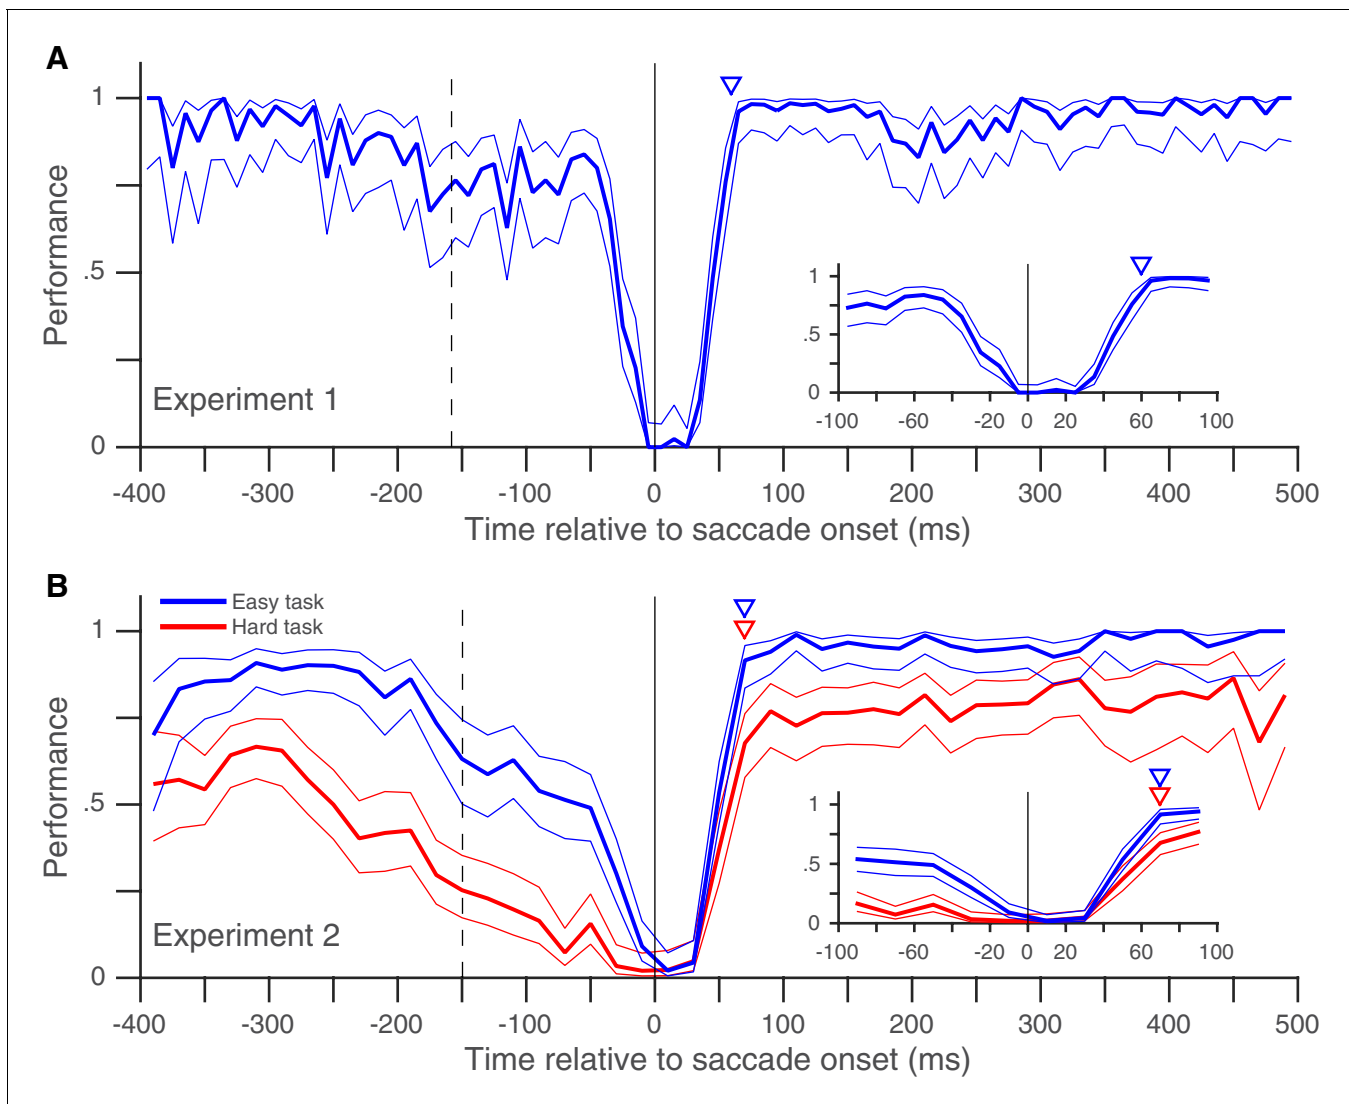 A
1
.5
0
Performance
Experiment 1
-400 -300 -200 -100 0 100 200 300 400 500
Time relative to saccade onset (ms)
1
.5
0
-100 -60 -20 0 20 60 100
B
Easy task
Hard task
1
.5
0
Performance
Experiment 2
-400 -300 -200 -100 0 100 200 300 400 500
Time relative to saccade onset (ms)
1
.5
0
-100 -60 -20 0 20 60 100